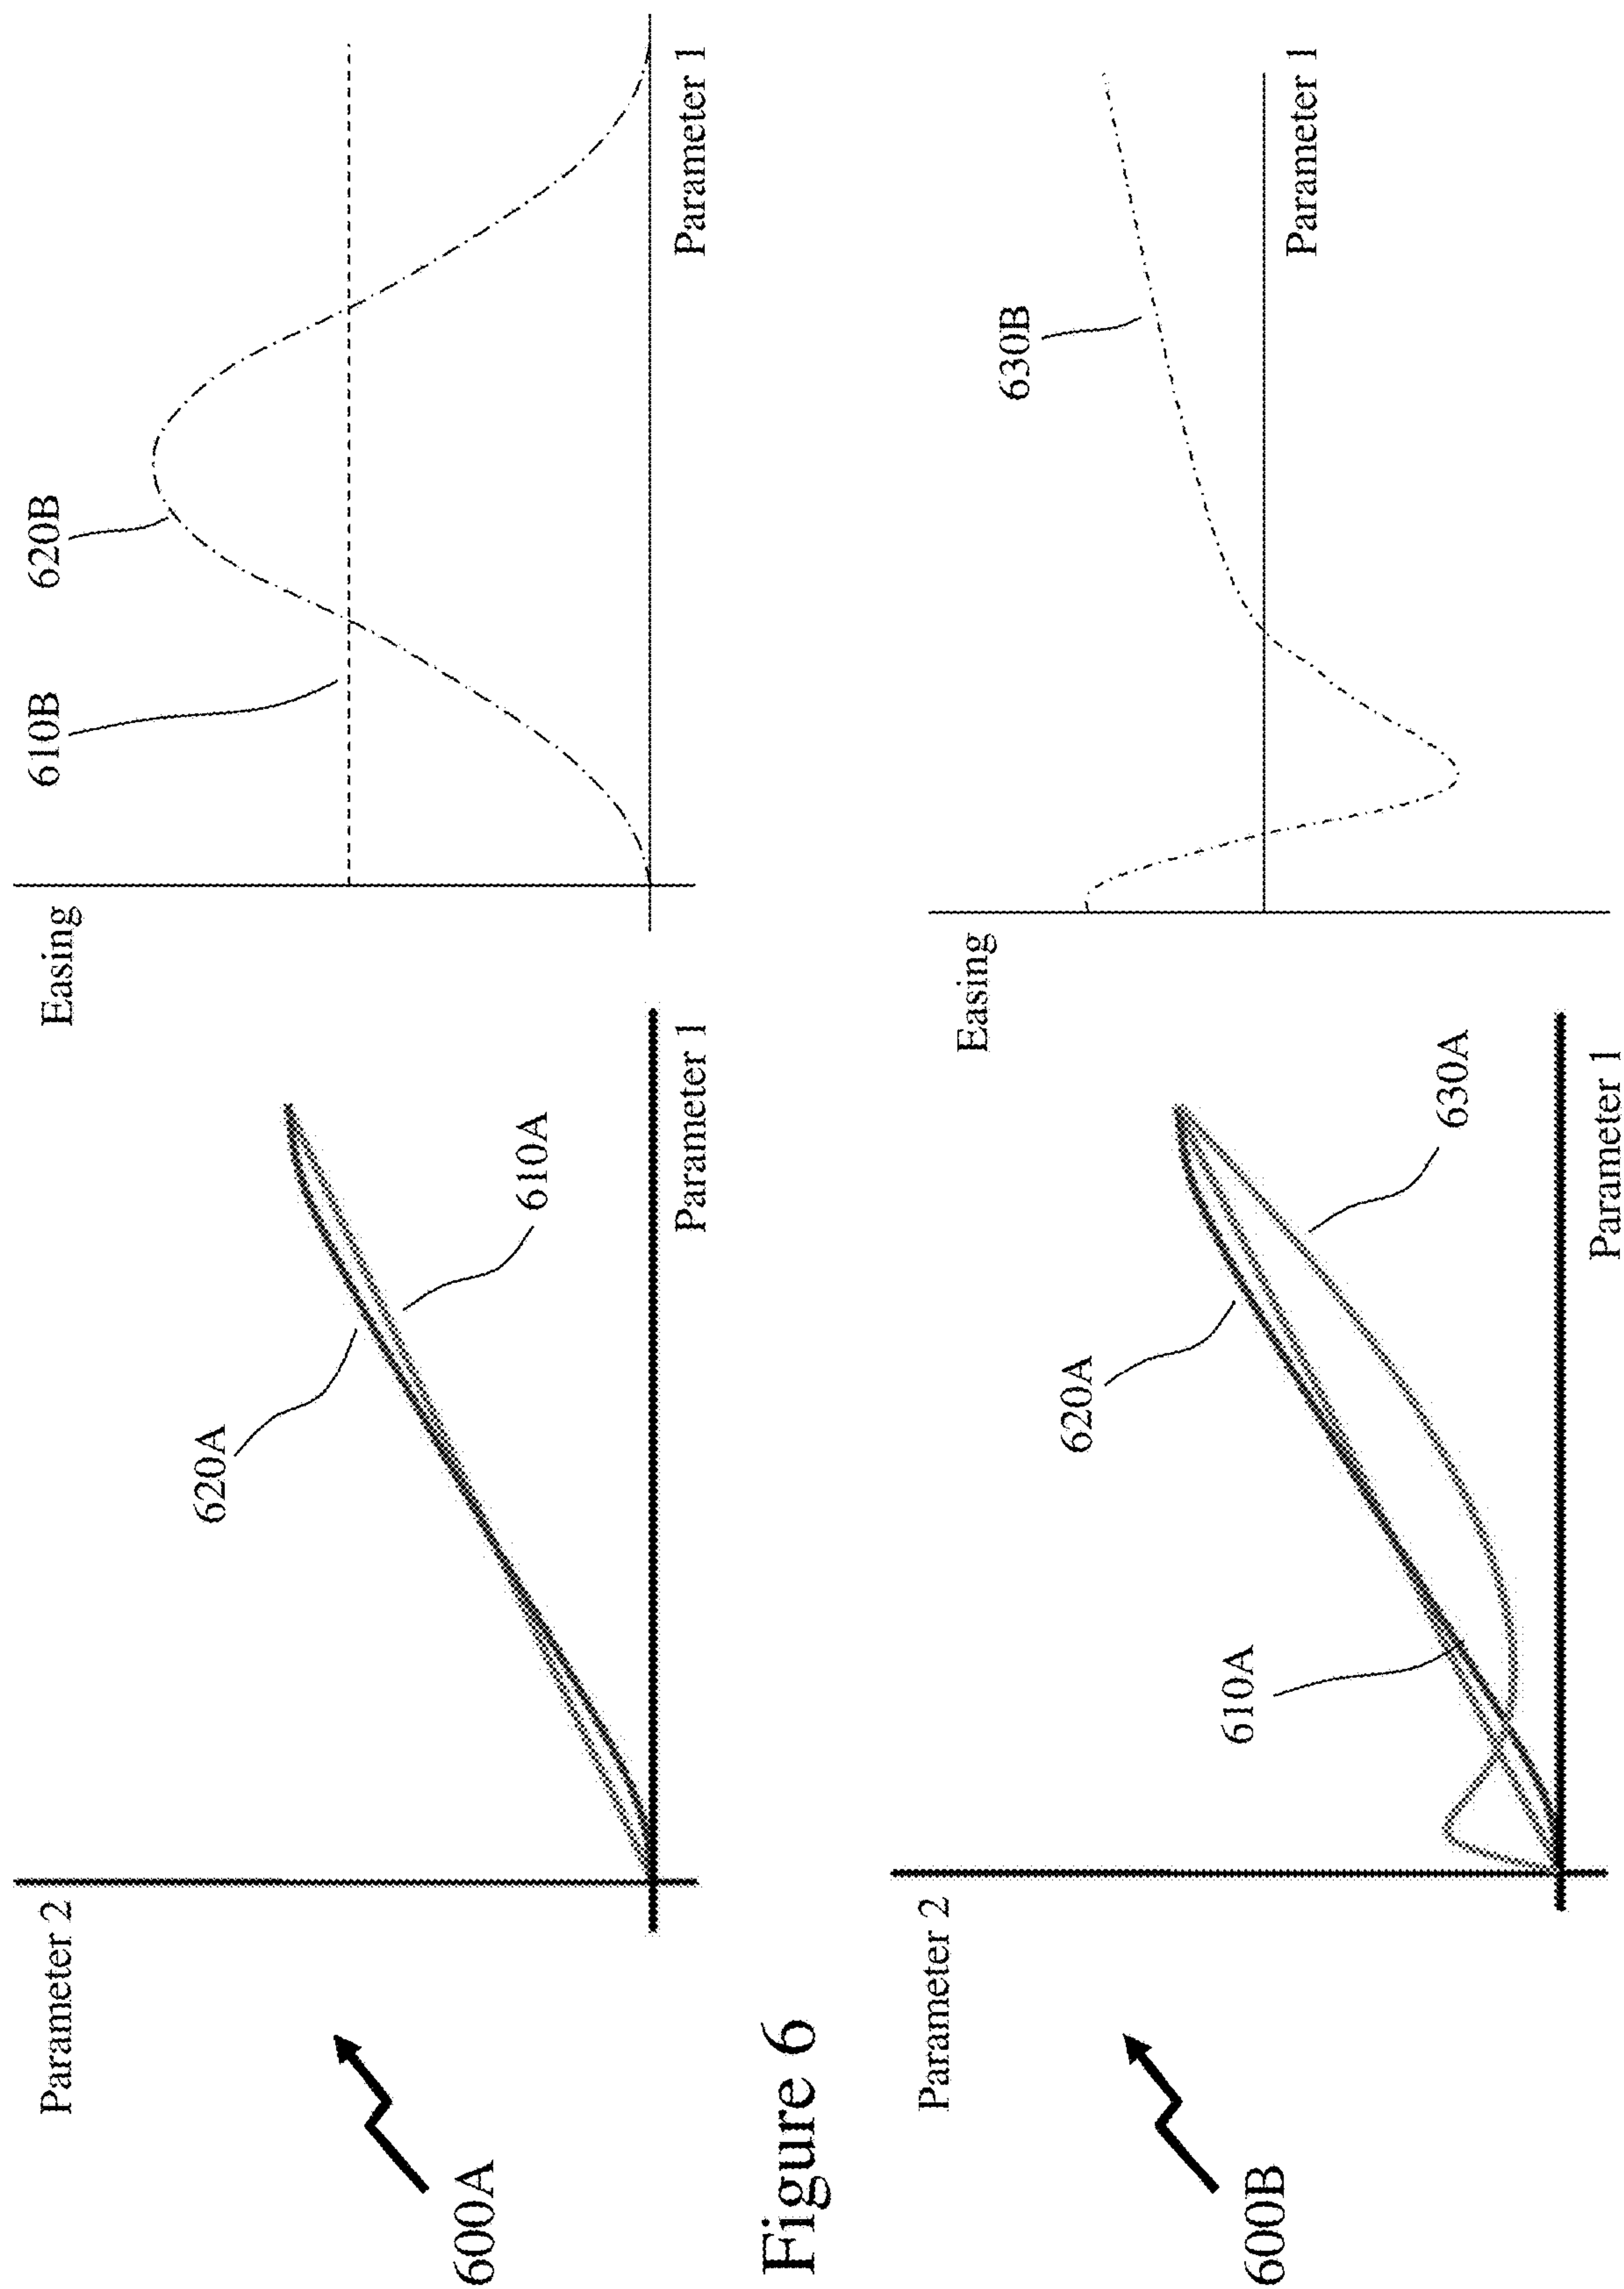 600A
Parameter 2
620A
610A
Parameter 1
Easing
610B
620B
Parameter 1
Figure 6
600B
Parameter 2
610A
620A
630A
Parameter 1
Easing
630B
Parameter 1